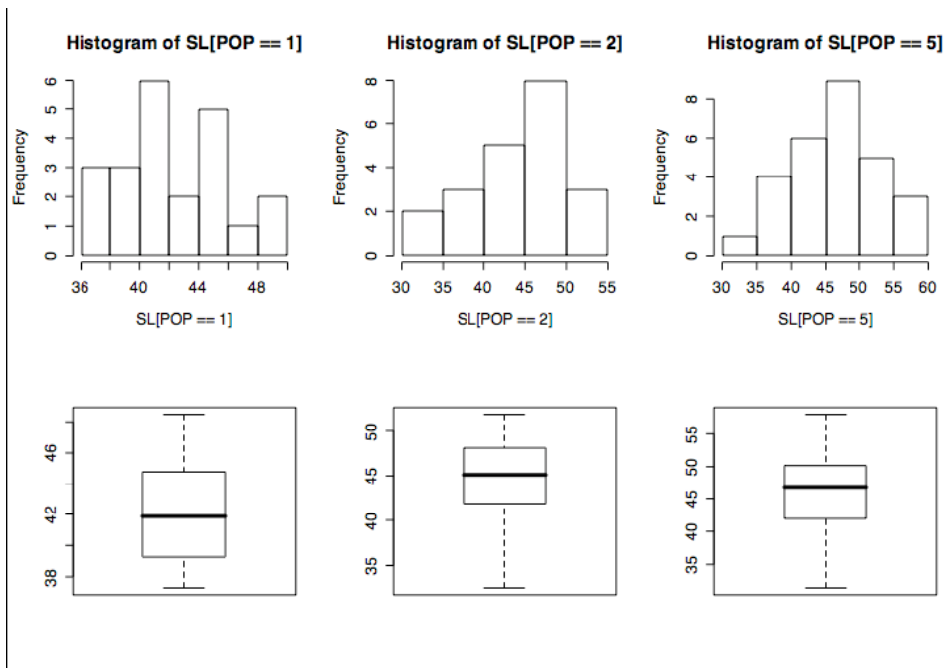 Histogram of SL[POP == 1]
Frequency
6
5
4
3
2
1
0
36 40 44 48
SL[POP == 1]
Histogram of SL[POP == 2]
Frequency
8
6
4
2
0
30 35 40 45 50 55
SL[POP == 2]
Histogram of SL[POP == 5]
Frequency
8
6
4
2
0
30 35 40 45 50 55 60
SL[POP == 5]
46
42
38
50
45
40
35
55
50
45
40
35